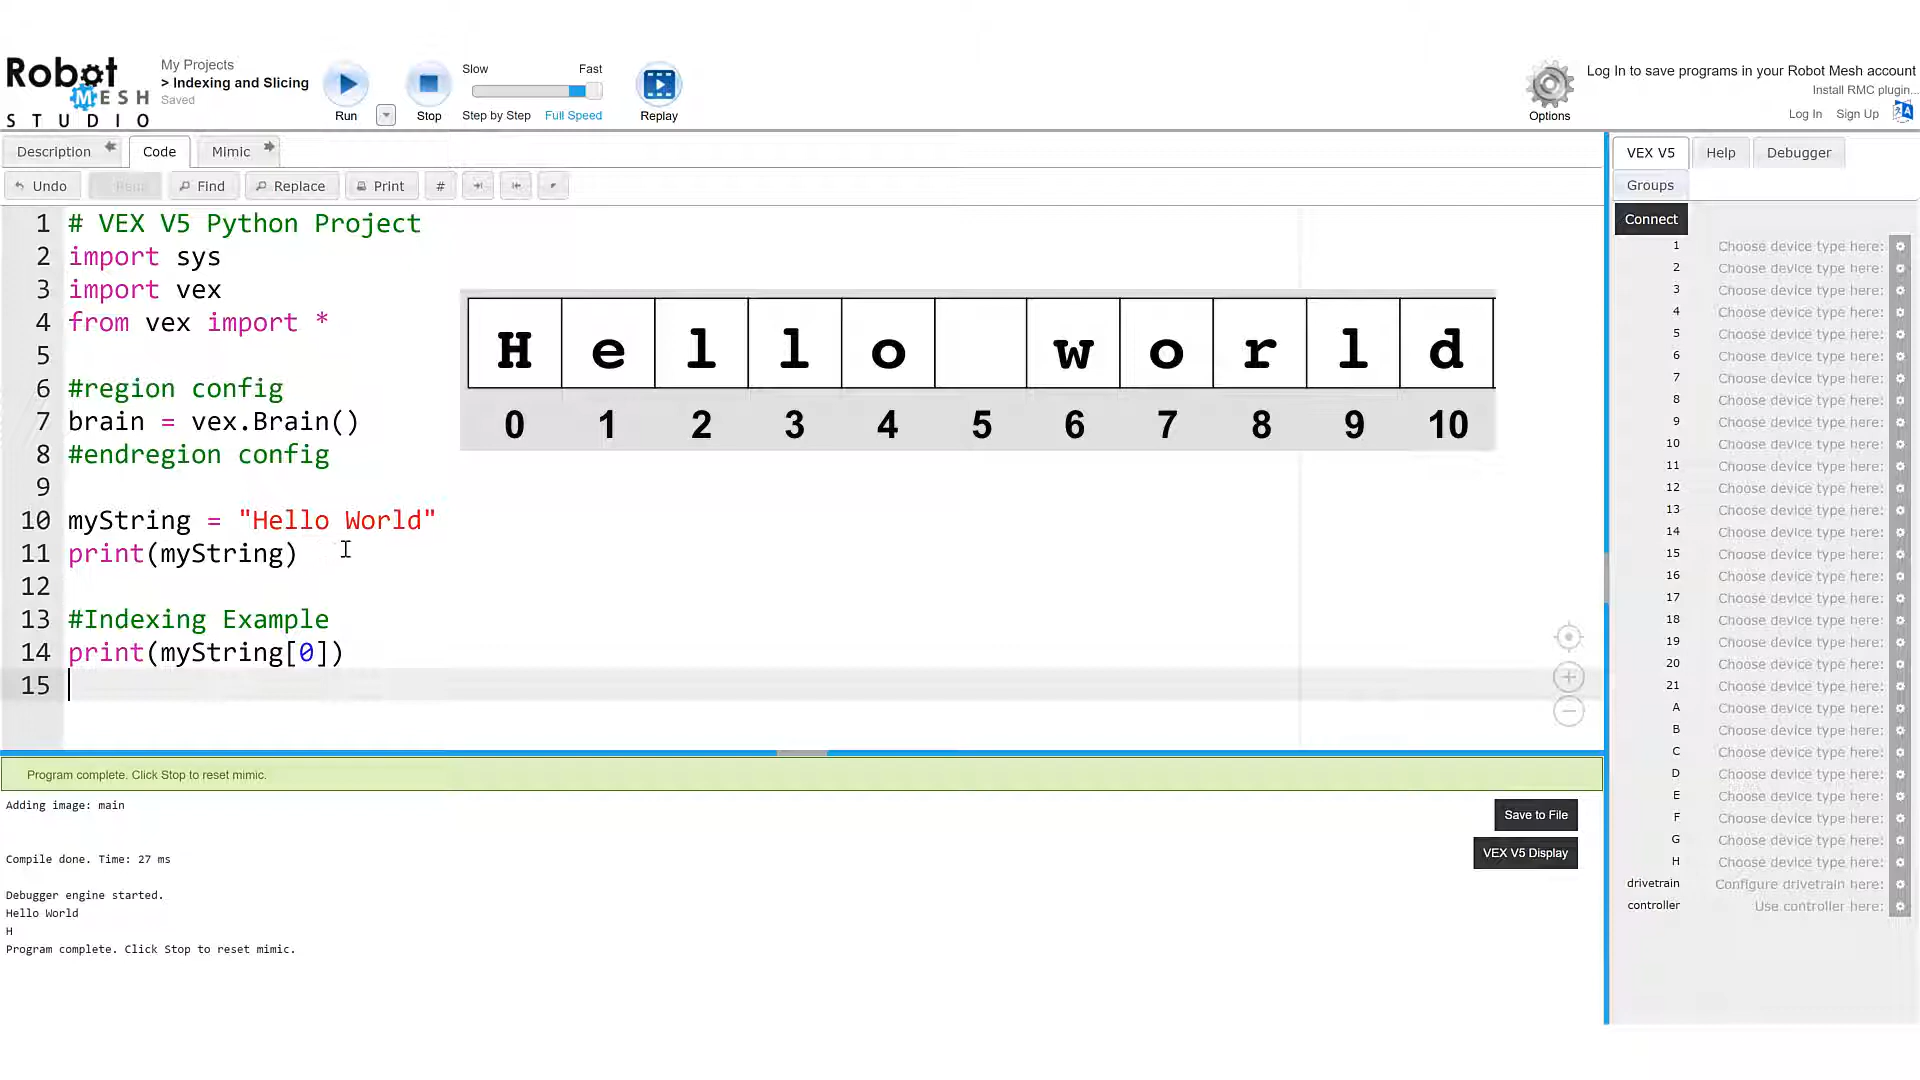 Robot
MESH
STUDIO
My Projects
> Indexing and Slicing
Saved
Run
Stop
Slow
Fast
Step by Step
Full Speed
Replay
Options
Log In to save programs in your Robot Mesh account
Install RMC plugin...
Log In
Sign Up
Description
Code
Mimic
Undo
Find
Replace
Print
#
1 # VEX V5 Python Project
2 import sys
3 import vex
4 from vex import *
5
6 #region config
7 brain = vex.Brain()
8 #endregion config
9
10 myString = "Hello World"
11 print(myString)
12
13 #Indexing Example
14 print(myString[0])
15
H e l l o w o r l d
0 1 2 3 4 5 6 7 8 9 10
Program complete. Click Stop to reset mimic.
Adding image: main
Compile done. Time: 27 ms
Debugger engine started.
Hello World
H
Program complete. Click Stop to reset mimic.
Save to File
VEX V5 Display
VEX V5
Help
Debugger
Groups
Connect
1 Choose device type here:
2 Choose device type here:
3 Choose device type here:
4 Choose device type here:
5 Choose device type here:
6 Choose device type here:
7 Choose device type here:
8 Choose device type here:
9 Choose device type here:
10 Choose device type here:
11 Choose device type here:
12 Choose device type here:
13 Choose device type here:
14 Choose device type here:
15 Choose device type here:
16 Choose device type here:
17 Choose device type here:
18 Choose device type here:
19 Choose device type here:
20 Choose device type here:
21 Choose device type here:
A Choose device type here:
B Choose device type here:
C Choose device type here:
D Choose device type here:
E Choose device type here:
F Choose device type here:
G Choose device type here:
H Choose device type here:
drivetrain Configure drivetrain here:
controller Use controller here: